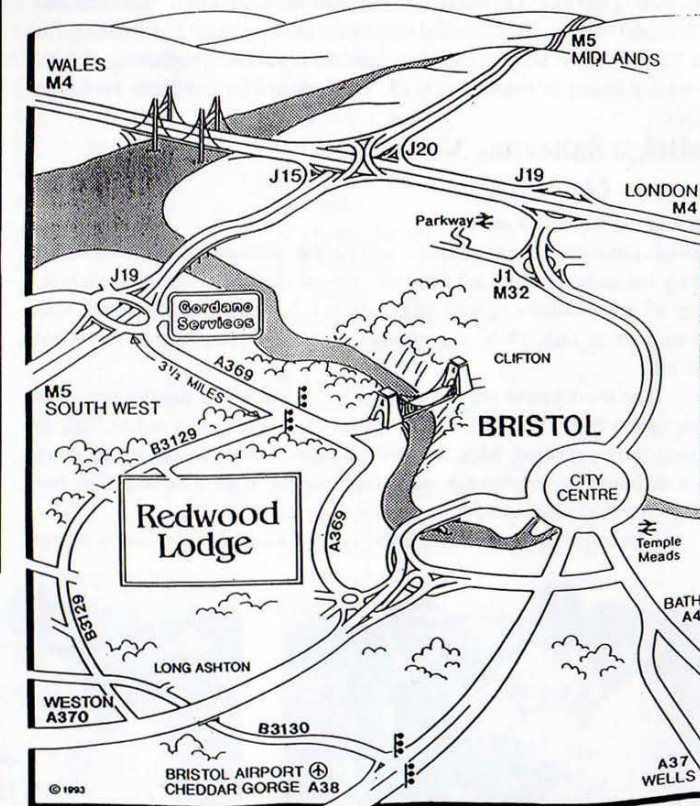 WALES
M4
M5
MIDLANDS
J20
J15
J19
LONDON
M4
Parkway
J1
M32
J19
Gordano
Services
A369
3½ MILES
CLIFTON
M5
SOUTH WEST
B3129
BRISTOL
CITY
CENTRE
Redwood
Lodge
A369
Temple
Meads
B3129
BATH
A4
LONG ASHTON
WESTON,
A370
B3130
BRISTOL AIRPORT
CHEDDAR GORGE A38
A37
WELLS
© 1993